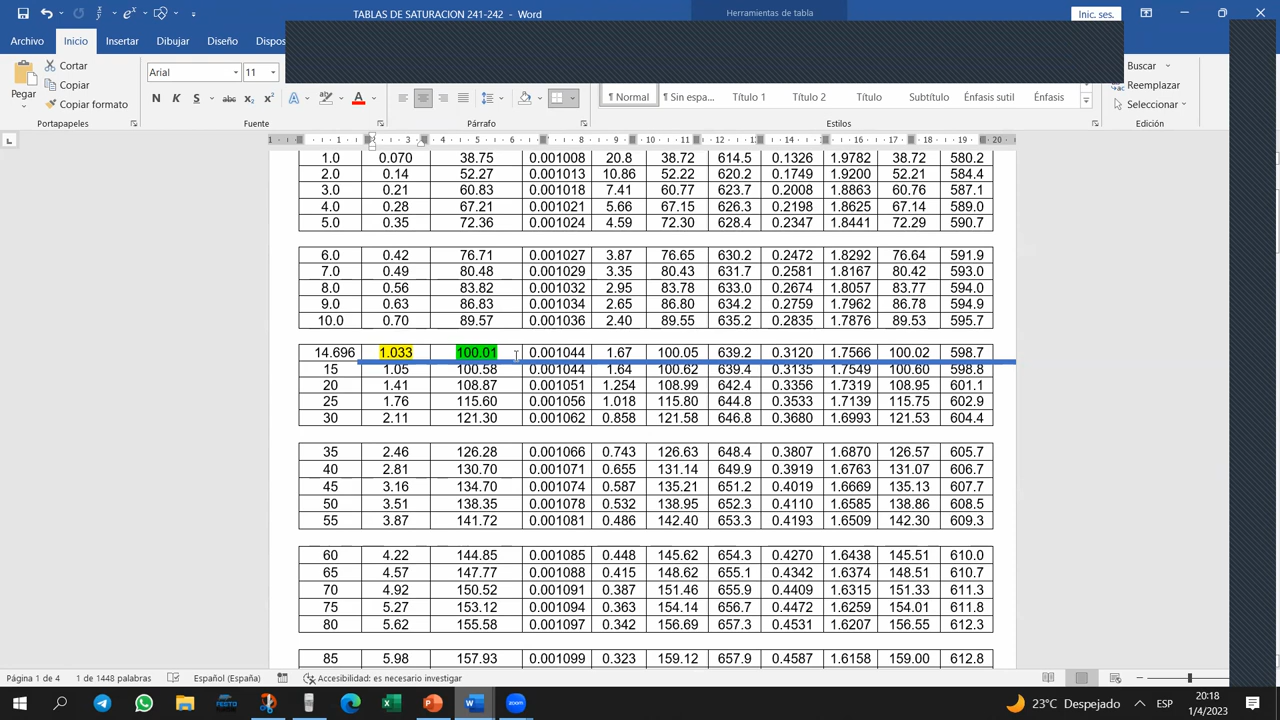 TABLAS DE SATURACION 241-242 - Word
Herramientas de tabla
Inic. ses.
Archivo Inicio Insertar Dibujar Diseño Dispos
Pegar
Cortar
Copiar
Copiar formato
Arial 11
N K S abc x₂ x²
¶ Normal ¶ Sin espa... Título 1 Título 2 Título Subtítulo Énfasis sutil Énfasis
Buscar
Reemplazar
Seleccionar
Portapapeles Fuente Párrafo Estilos Edición
1 1 2 3 4 5 6 7 8 9 10 11 12 13 14 15 16 17 18 19 20
1.0 0.070 38.75 0.001008 20.8 38.72 614.5 0.1326 1.9782 38.72 580.2
2.0 0.14 52.27 0.001013 10.86 52.22 620.2 0.1749 1.9200 52.21 584.4
3.0 0.21 60.83 0.001018 7.41 60.77 623.7 0.2008 1.8863 60.76 587.1
4.0 0.28 67.21 0.001021 5.66 67.15 626.3 0.2198 1.8625 67.14 589.0
5.0 0.35 72.36 0.001024 4.59 72.30 628.4 0.2347 1.8441 72.29 590.7
6.0 0.42 76.71 0.001027 3.87 76.65 630.2 0.2472 1.8292 76.64 591.9
7.0 0.49 80.48 0.001029 3.35 80.43 631.7 0.2581 1.8167 80.42 593.0
8.0 0.56 83.82 0.001032 2.95 83.78 633.0 0.2674 1.8057 83.77 594.0
9.0 0.63 86.83 0.001034 2.65 86.80 634.2 0.2759 1.7962 86.78 594.9
10.0 0.70 89.57 0.001036 2.40 89.55 635.2 0.2835 1.7876 89.53 595.7
14.696 1.033 100.01 0.001044 1.67 100.05 639.2 0.3120 1.7566 100.02 598.7
15 1.05 100.58 0.001044 1.64 100.62 639.4 0.3135 1.7549 100.60 598.8
20 1.41 108.87 0.001051 1.254 108.99 642.4 0.3356 1.7319 108.95 601.1
25 1.76 115.60 0.001056 1.018 115.80 644.8 0.3533 1.7139 115.75 602.9
30 2.11 121.30 0.001062 0.858 121.58 646.8 0.3680 1.6993 121.53 604.4
35 2.46 126.28 0.001066 0.743 126.63 648.4 0.3807 1.6870 126.57 605.7
40 2.81 130.70 0.001071 0.655 131.14 649.9 0.3919 1.6763 131.07 606.7
45 3.16 134.70 0.001074 0.587 135.21 651.2 0.4019 1.6669 135.13 607.7
50 3.51 138.35 0.001078 0.532 138.95 652.3 0.4110 1.6585 138.86 608.5
55 3.87 141.72 0.001081 0.486 142.40 653.3 0.4193 1.6509 142.30 609.3
60 4.22 144.85 0.001085 0.448 145.62 654.3 0.4270 1.6438 145.51 610.0
65 4.57 147.77 0.001088 0.415 148.62 655.1 0.4342 1.6374 148.51 610.7
70 4.92 150.52 0.001091 0.387 151.46 655.9 0.4409 1.6315 151.33 611.3
75 5.27 153.12 0.001094 0.363 154.14 656.7 0.4472 1.6259 154.01 611.8
80 5.62 155.58 0.001097 0.342 156.69 657.3 0.4531 1.6207 156.55 612.3
85 5.98 157.93 0.001099 0.323 159.12 657.9 0.4587 1.6158 159.00 612.8
Página 1 de 4 1 de 1448 palabras Español (España) Accesibilidad: es necesario investigar
FESTO
zoom
23°C Despejado ESP
20:18
1/4/2023